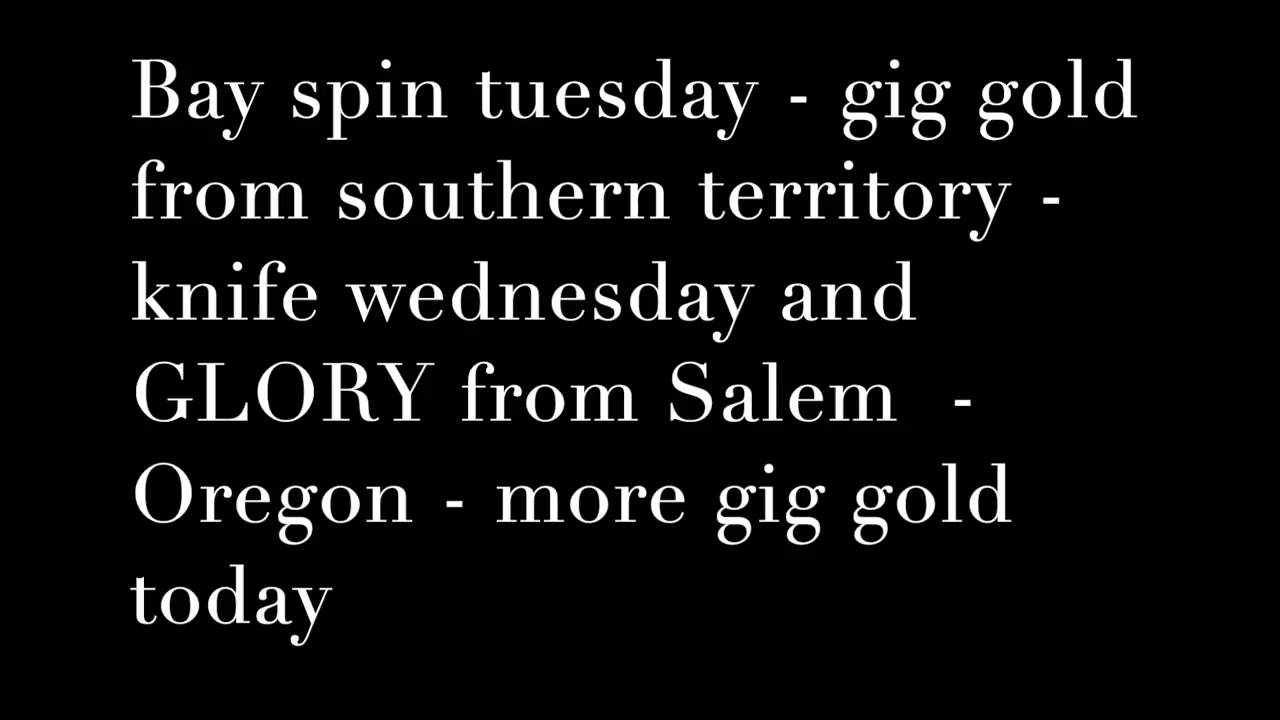 Bay spin tuesday - gig gold
from southern territory -
knife wednesday and
GLORY from Salem  -
Oregon - more gig gold
today